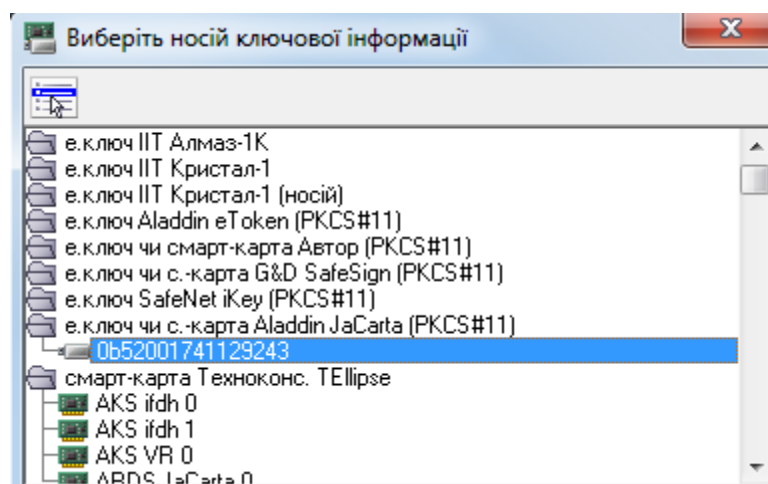 Виберіть носій ключової інформації
е.ключ ІІТ Алмаз-1К
е.ключ ІІТ Кристал-1
е.ключ ІІТ Кристал-1 (носій)
е.ключ Aladdin eToken (PKCS#11)
е.ключ чи смарт-карта Автор (PKCS#11)
е.ключ чи с.-карта G&D SafeSign (PKCS#11)
е.ключ SafeNet iKey (PKCS#11)
е.ключ чи с.-карта Aladdin JaCarta (PKCS#11)
0b52001741129243
смарт-карта Техноконс. TEllipse
AKS ifdh 0
AKS ifdh 1
AKS VR 0
ARDS JaCarta 0